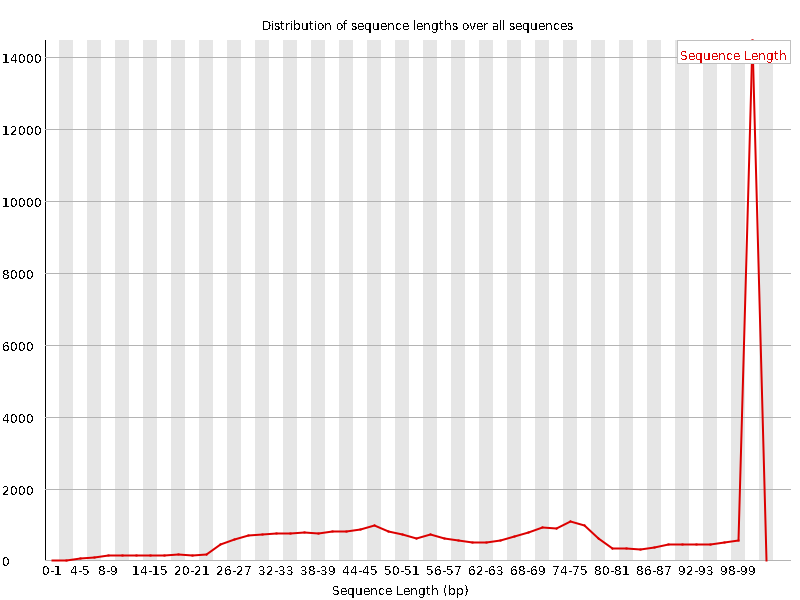 Distribution of sequence lengths over all sequences
Sequence Length
14000
12000
10000
8000
6000
4000
2000
0
0-1 4-5 8-9 14-15 20-21 26-27 32-33 38-39 44-45 50-51 56-57 62-63 68-69 74-75 80-81 86-87 92-93 98-99
Sequence Length (bp)